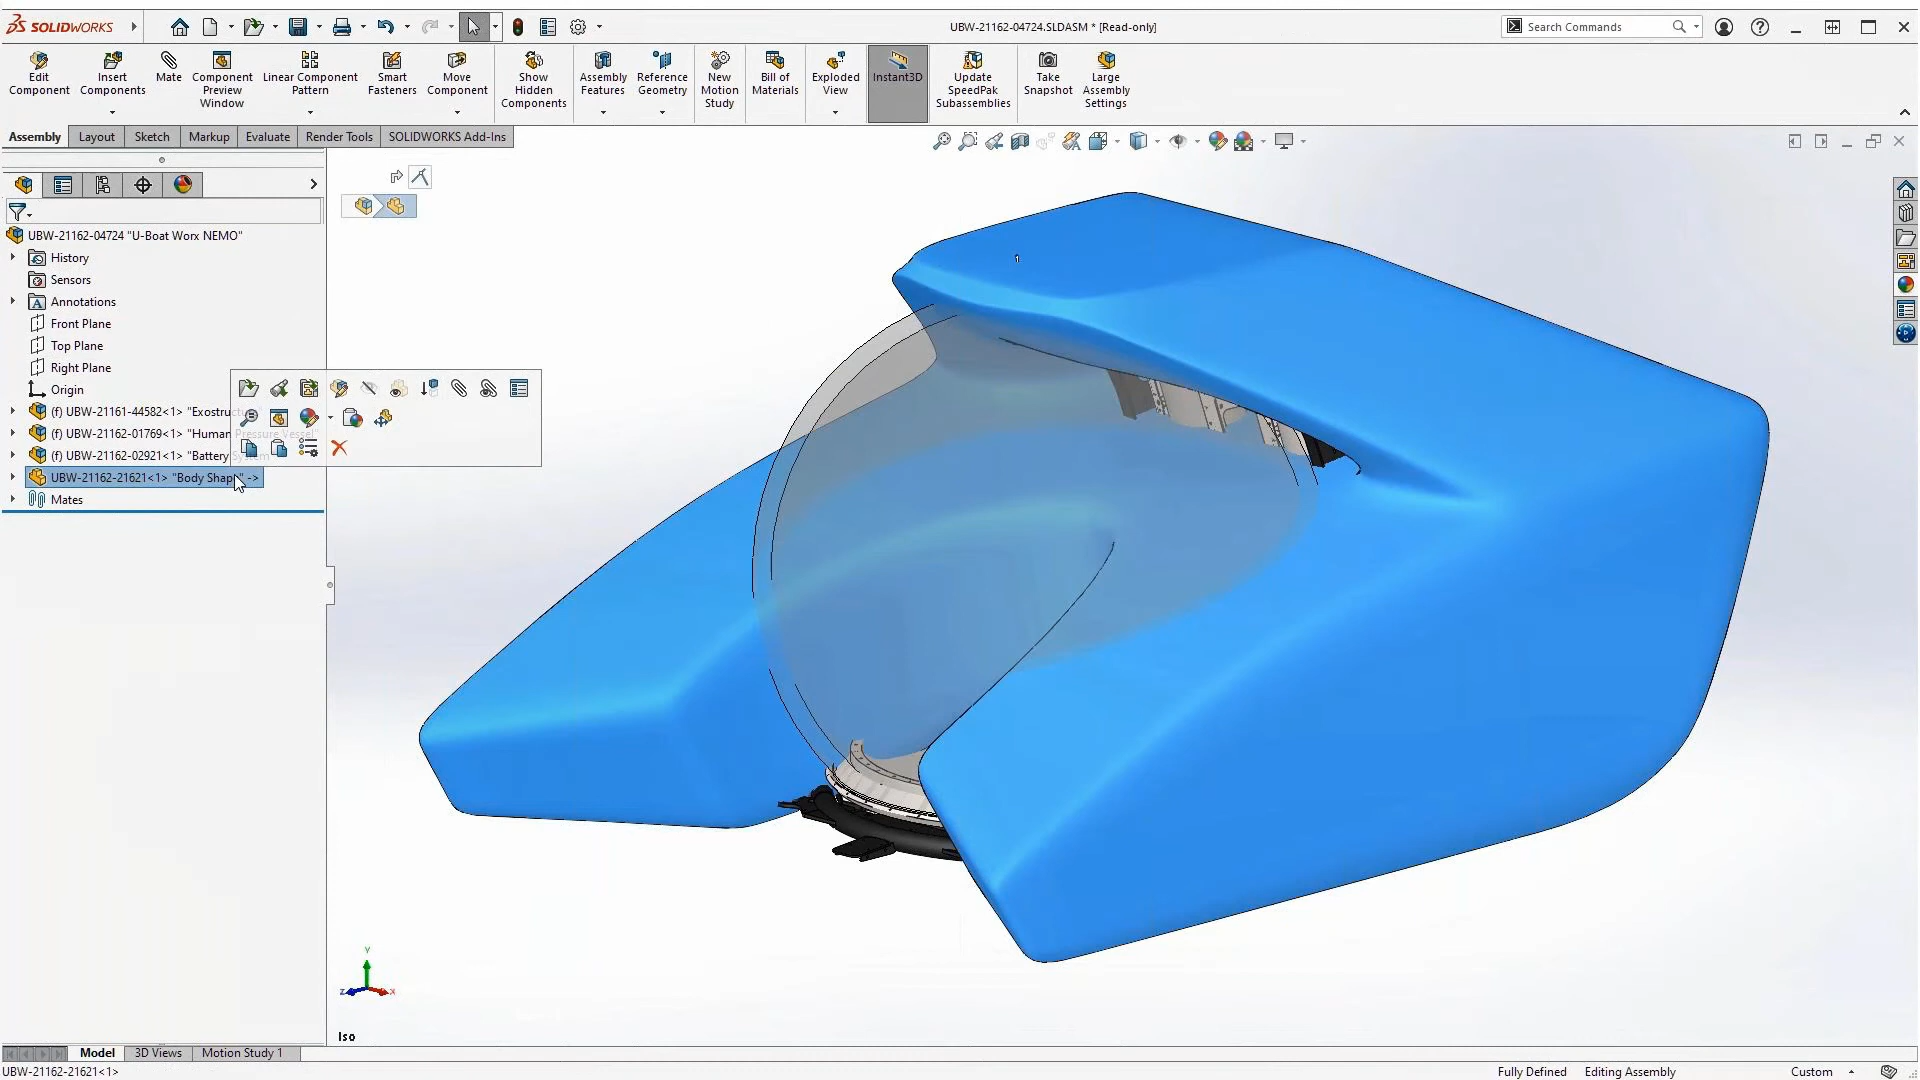 SOLIDWORKS
UBW-21162-04724.SLDASM * [Read-only]
Search Commands
Edit Component
Insert Components
Mate
Component Preview Window
Linear Component Pattern
Smart Fasteners
Move Component
Show Hidden Components
Assembly Features
Reference Geometry
New Motion Study
Bill of Materials
Exploded View
Instant3D
Update SpeedPak Subassemblies
Take Snapshot
Large Assembly Settings
Assembly
Layout
Sketch
Markup
Evaluate
Render Tools
SOLIDWORKS Add-Ins
UBW-21162-04724 "U-Boat Worx NEMO"
History
Sensors
Annotations
Front Plane
Top Plane
Right Plane
Origin
(f) UBW-21161-44582<1> "Exostruc
(f) UBW-21162-01769<1> "Human Pressure Vessel"
(f) UBW-21162-02921<1> "Battery System
UBW-21162-21621<1> "Body Shap " ->
Mates
Y
Z
X
Iso
Model
3D Views
Motion Study 1
UBW-21162-21621<1>
Fully Defined
Editing Assembly
Custom